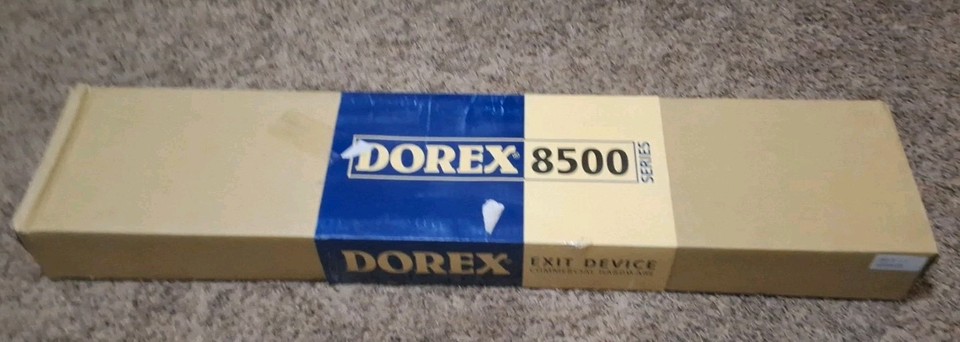 DOREX® 8500
SERIES
DOREX EXIT DEVICE
COMMERCIAL HARDWARE